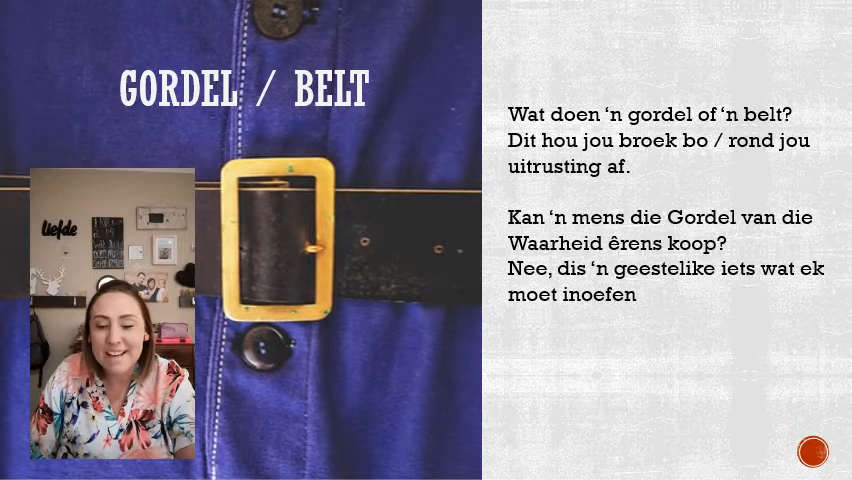 GORDEL / BELT
liefde
Wat doen ‘n gordel of ‘n belt?
Dit hou jou broek bo / rond jou
uitrusting af.
Kan ‘n mens die Gordel van die
Waarheid êrens koop?
Nee, dis ‘n geestelike iets wat ek
moet inoefen